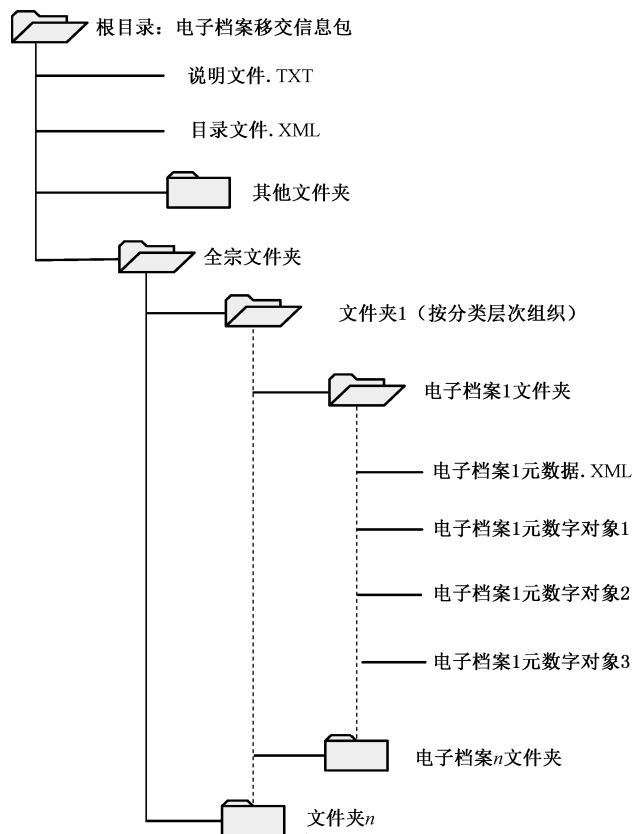 根目录：电子档案移交信息包
说明文件.TXT
目录文件.XML
其他文件夹
全宗文件夹
文件夹1（按分类层次组织）
电子档案1文件夹
电子档案1元数据.XML
电子档案1元数字对象1
电子档案1元数字对象2
电子档案1元数字对象3
电子档案n文件夹
文件夹n